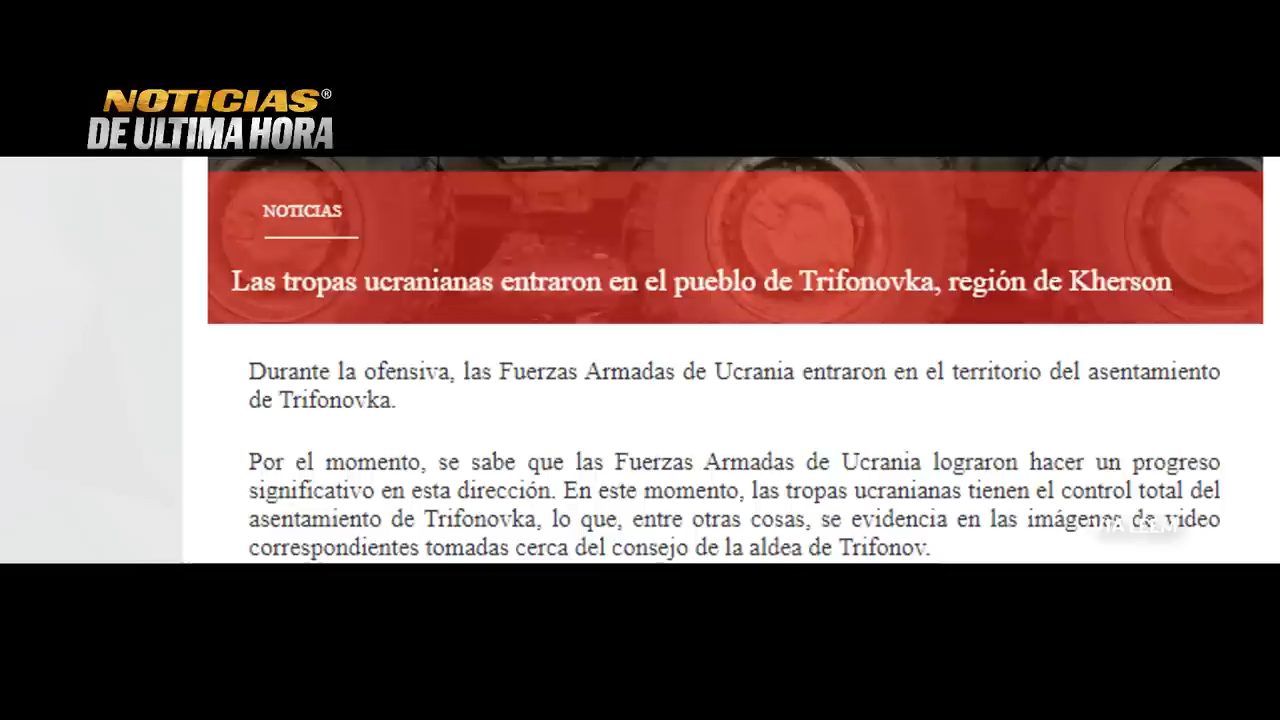 NOTICIAS®
DE ULTIMA HORA
NOTICIAS
Las tropas ucranianas entraron en el pueblo de Trifonovka, región de Kherson
Durante la ofensiva, las Fuerzas Armadas de Ucrania entraron en el territorio del asentamiento
de Trifonovka.
Por el momento, se sabe que las Fuerzas Armadas de Ucrania lograron hacer un progreso
significativo en esta dirección. En este momento, las tropas ucranianas tienen el control total del
asentamiento de Trifonovka, lo que, entre otras cosas, se evidencia en las imágenes de video
correspondientes tomadas cerca del consejo de la aldea de Trifonov.